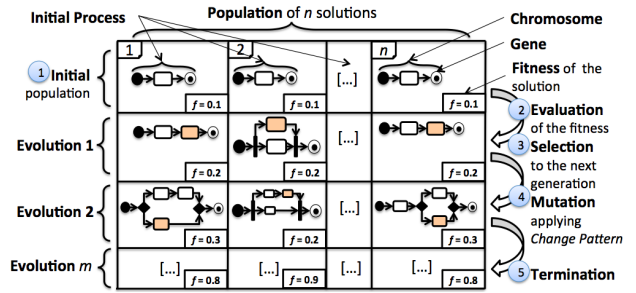 Initial Process
Population of n solutions
Chromosome
Gene
Fitness of the
solution
1 Initial
population
1
2
[...]
n
f = 0.1
f = 0.1
f = 0.1
2 Evaluation
of the fitness
Evolution 1
[...]
f = 0.2
f = 0.2
f = 0.2
3 Selection
to the next
generation
Evolution 2
[...]
f = 0.3
f = 0.2
f = 0.3
4 Mutation
applying
Change Pattern
Evolution m
[...]
[...]
[...]
[...]
f = 0.8
f = 0.9
f = 0.8
5 Termination